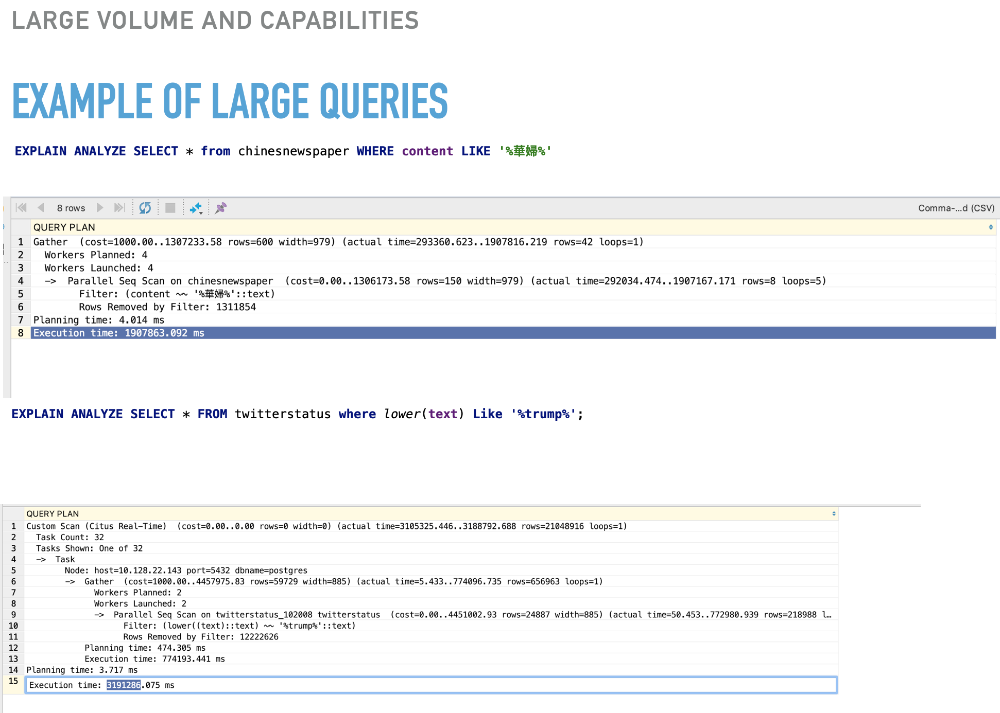 LARGE VOLUME AND CAPABILITIES
EXAMPLE OF LARGE QUERIES
EXPLAIN ANALYZE SELECT * from chinesnewspaper WHERE content LIKE '%華婦%'
8 rows
Comma-...d (CSV)
QUERY PLAN
1 Gather (cost=1000.00..1307233.58 rows=600 width=979) (actual time=293360.623..1907816.219 rows=42 loops=1)
2 Workers Planned: 4
3 Workers Launched: 4
4 -> Parallel Seq Scan on chinesnewspaper (cost=0.00..1306173.58 rows=150 width=979) (actual time=292034.474..1907167.171 rows=8 loops=5)
5 Filter: (content ~~ '%華婦%'::text)
6 Rows Removed by Filter: 1311854
7 Planning time: 4.014 ms
8 Execution time: 1907863.092 ms
EXPLAIN ANALYZE SELECT * FROM twitterstatus where lower(text) Like '%trump%';
QUERY PLAN
1 Custom Scan (Citus Real-Time) (cost=0.00..0.00 rows=0 width=0) (actual time=3105325.446..3188792.688 rows=21048916 loops=1)
2 Task Count: 32
3 Tasks Shown: One of 32
4 -> Task
5 Node: host=10.128.22.143 port=5432 dbname=postgres
6 -> Gather (cost=1000.00..4457975.83 rows=59729 width=885) (actual time=5.433..774096.735 rows=656963 loops=1)
7 Workers Planned: 2
8 Workers Launched: 2
9 -> Parallel Seq Scan on twitterstatus_102008 twitterstatus (cost=0.00..4451002.93 rows=24887 width=885) (actual time=50.453..772980.939 rows=218988 l…
10 Filter: (lower((text)::text) ~~ '%trump%'::text)
11 Rows Removed by Filter: 12222626
12 Planning time: 474.305 ms
13 Execution time: 774193.441 ms
14 Planning time: 3.717 ms
15 Execution time: 3191286.075 ms